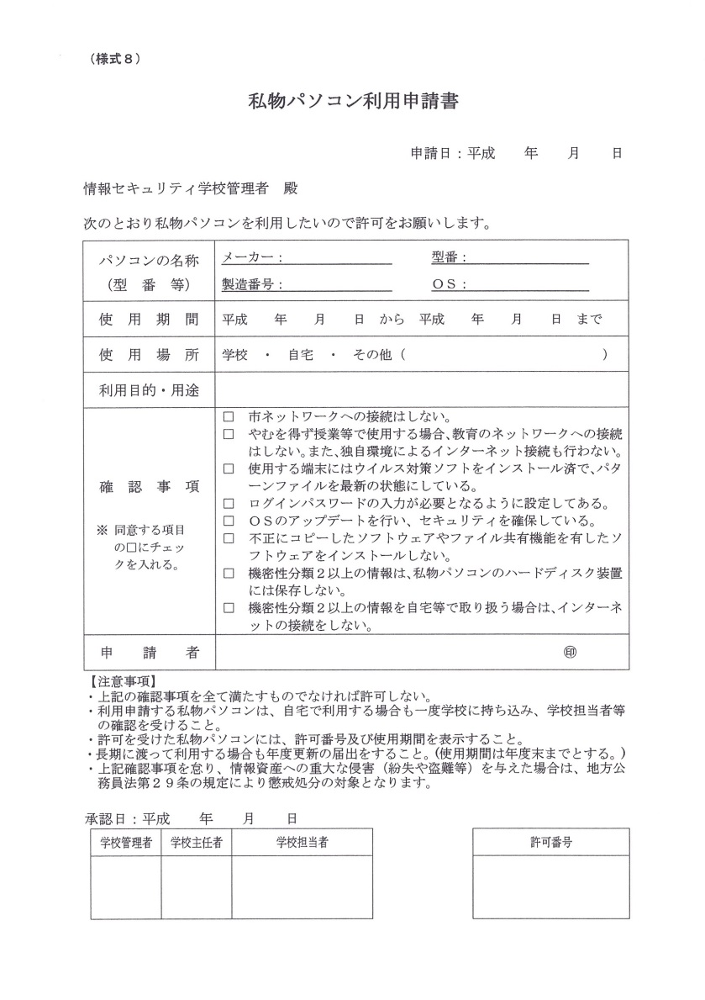 （様式８）
私物パソコン利用申請書
申請日：平成　　年　　月　　日
情報セキュリティ学校管理者　殿
次のとおり私物パソコンを利用したいので許可をお願いします。
パソコンの名称
（型　番　等）
メーカー：　　　　　　　　型番：
製造番号：　　　　　　　　ＯＳ：
使　用　期　間
平成　　年　　月　　日　から　平成　　年　　月　　日　まで
使　用　場　所
学校　・　自宅　・　その他（　　　　　　　　　　　　　　　）
利用目的・用途
確　認　事　項
※ 同意する項目
の□にチェッ
クを入れる。
□　市ネットワークへの接続はしない。
□　やむを得ず授業等で使用する場合、教育のネットワークへの接続
はしない。また、独自環境によるインターネット接続も行わない。
□　使用する端末にはウイルス対策ソフトをインストール済で、パタ
ーンファイルを最新の状態にしている。
□　ログインパスワードの入力が必要となるように設定してある。
□　ＯＳのアップデートを行い、セキュリティを確保している。
□　不正にコピーしたソフトウェアやファイル共有機能を有したソ
フトウェアをインストールしない。
□　機密性分類２以上の情報は、私物パソコンのハードディスク装置
には保存しない。
□　機密性分類２以上の情報を自宅等で取り扱う場合は、インターネ
ットの接続をしない。
申　　請　　者
㊞
【注意事項】
・上記の確認事項を全て満たすものでなければ許可しない。
・利用申請する私物パソコンは、自宅で利用する場合も一度学校に持ち込み、学校担当者等
の確認を受けること。
・許可を受けた私物パソコンには、許可番号及び使用期間を表示すること。
・長期に渡って利用する場合も年度更新の届出をすること。（使用期間は年度末までとする。）
・上記確認事項を怠り、情報資産への重大な侵害（紛失や盗難等）を与えた場合は、地方公
務員法第２９条の規定により懲戒処分の対象となります。
承認日：平成　　年　　月　　日
学校管理者　学校主任者　学校担当者　許可番号